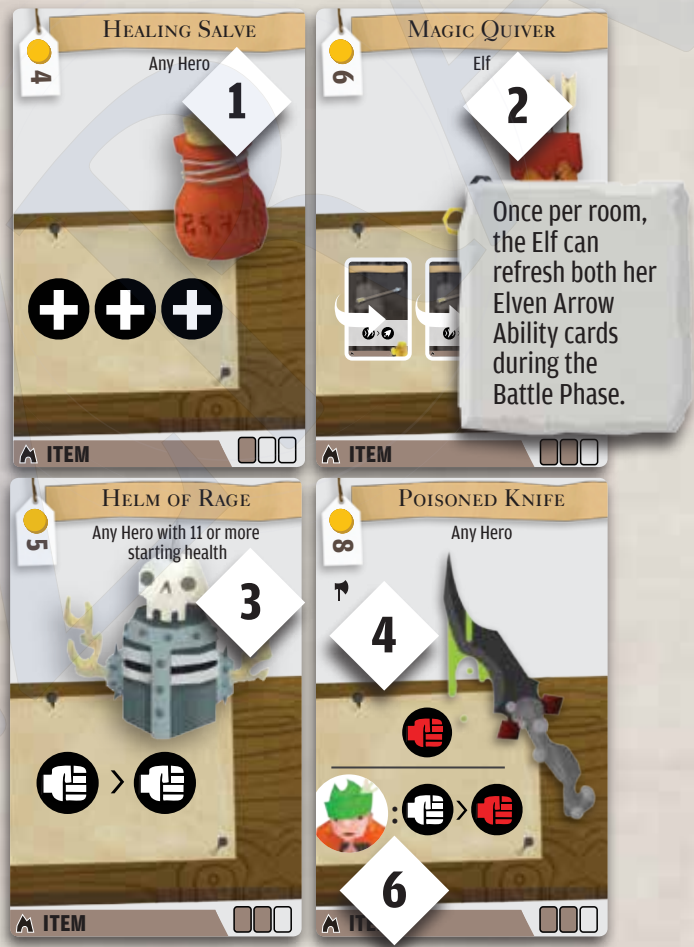 HEALING SALVE
4
Any Hero
1
ITEM
MAGIC QUIVER
6
Elf
2
Once per room,
the Elf can
refresh both her
Elven Arrow
Ability cards
during the
Battle Phase.
ITEM
HELM OF RAGE
5
Any Hero with 11 or more
starting health
3
>
ITEM
POISONED KNIFE
8
Any Hero
4
: >
6
ITE